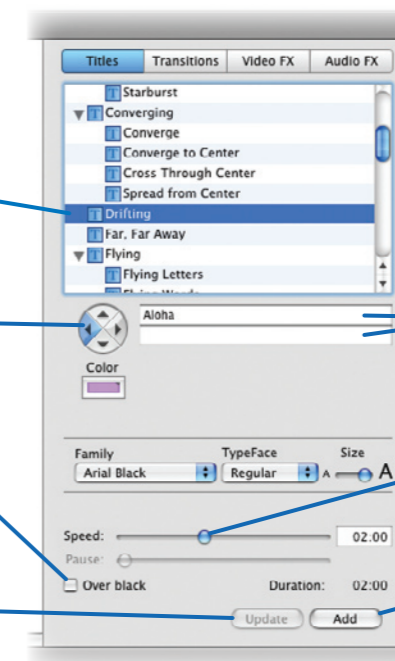 Titles Transitions Video FX Audio FX
Starburst
Converging
Converge
Converge to Center
Cross Through Center
Spread from Center
Drifting
Far, Far Away
Flying
Flying Letters
Flying Words
Aloha
Color
Family TypeFace Size
Arial Black Regular A A
Speed: 02:00
Pause:
Over black Duration: 02:00
Update Add